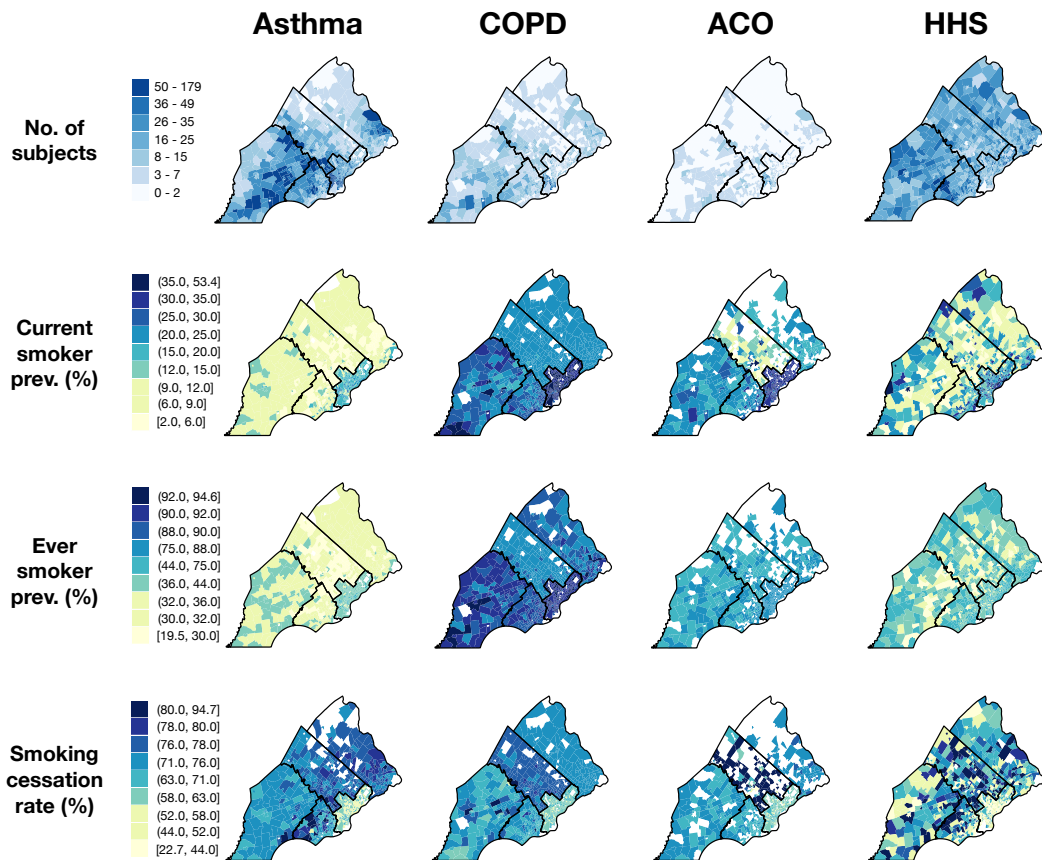 Asthma COPD ACO HHS
No. of
subjects
50 - 179
36 - 49
26 - 35
16 - 25
8 - 15
3 - 7
0 - 2
Current
smoker
prev. (%)
(35.0, 53.4]
(30.0, 35.0]
(25.0, 30.0]
(20.0, 25.0]
(15.0, 20.0]
(12.0, 15.0]
(9.0, 12.0]
(6.0, 9.0]
[2.0, 6.0]
Ever
smoker
prev. (%)
(92.0, 94.6]
(90.0, 92.0]
(88.0, 90.0]
(75.0, 88.0]
(44.0, 75.0]
(36.0, 44.0]
(32.0, 36.0]
(30.0, 32.0]
[19.5, 30.0]
Smoking
cessation
rate (%)
(80.0, 94.7]
(78.0, 80.0]
(76.0, 78.0]
(71.0, 76.0]
(63.0, 71.0]
(58.0, 63.0]
(52.0, 58.0]
(44.0, 52.0]
[22.7, 44.0]